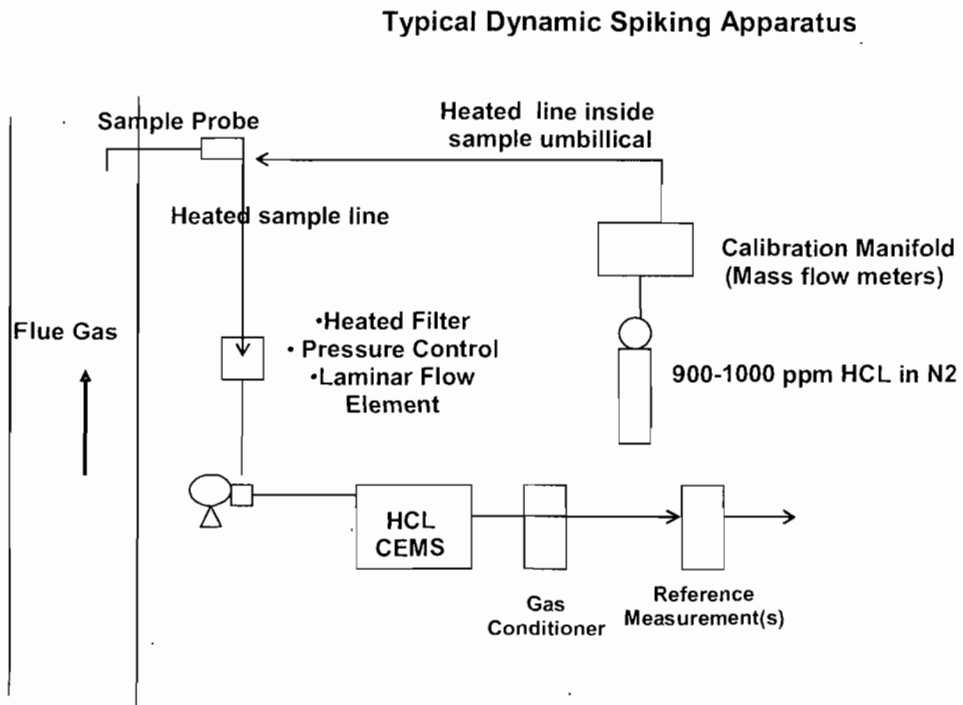 Typical Dynamic Spiking Apparatus
Sample Probe
Heated line inside
sample umbillical
Heated sample line
Calibration Manifold
(Mass flow meters)
Flue Gas
•Heated Filter
• Pressure Control
•Laminar Flow
Element
900-1000 ppm HCL in N2
HCL
CEMS
Gas
Conditioner
Reference
Measurement(s)